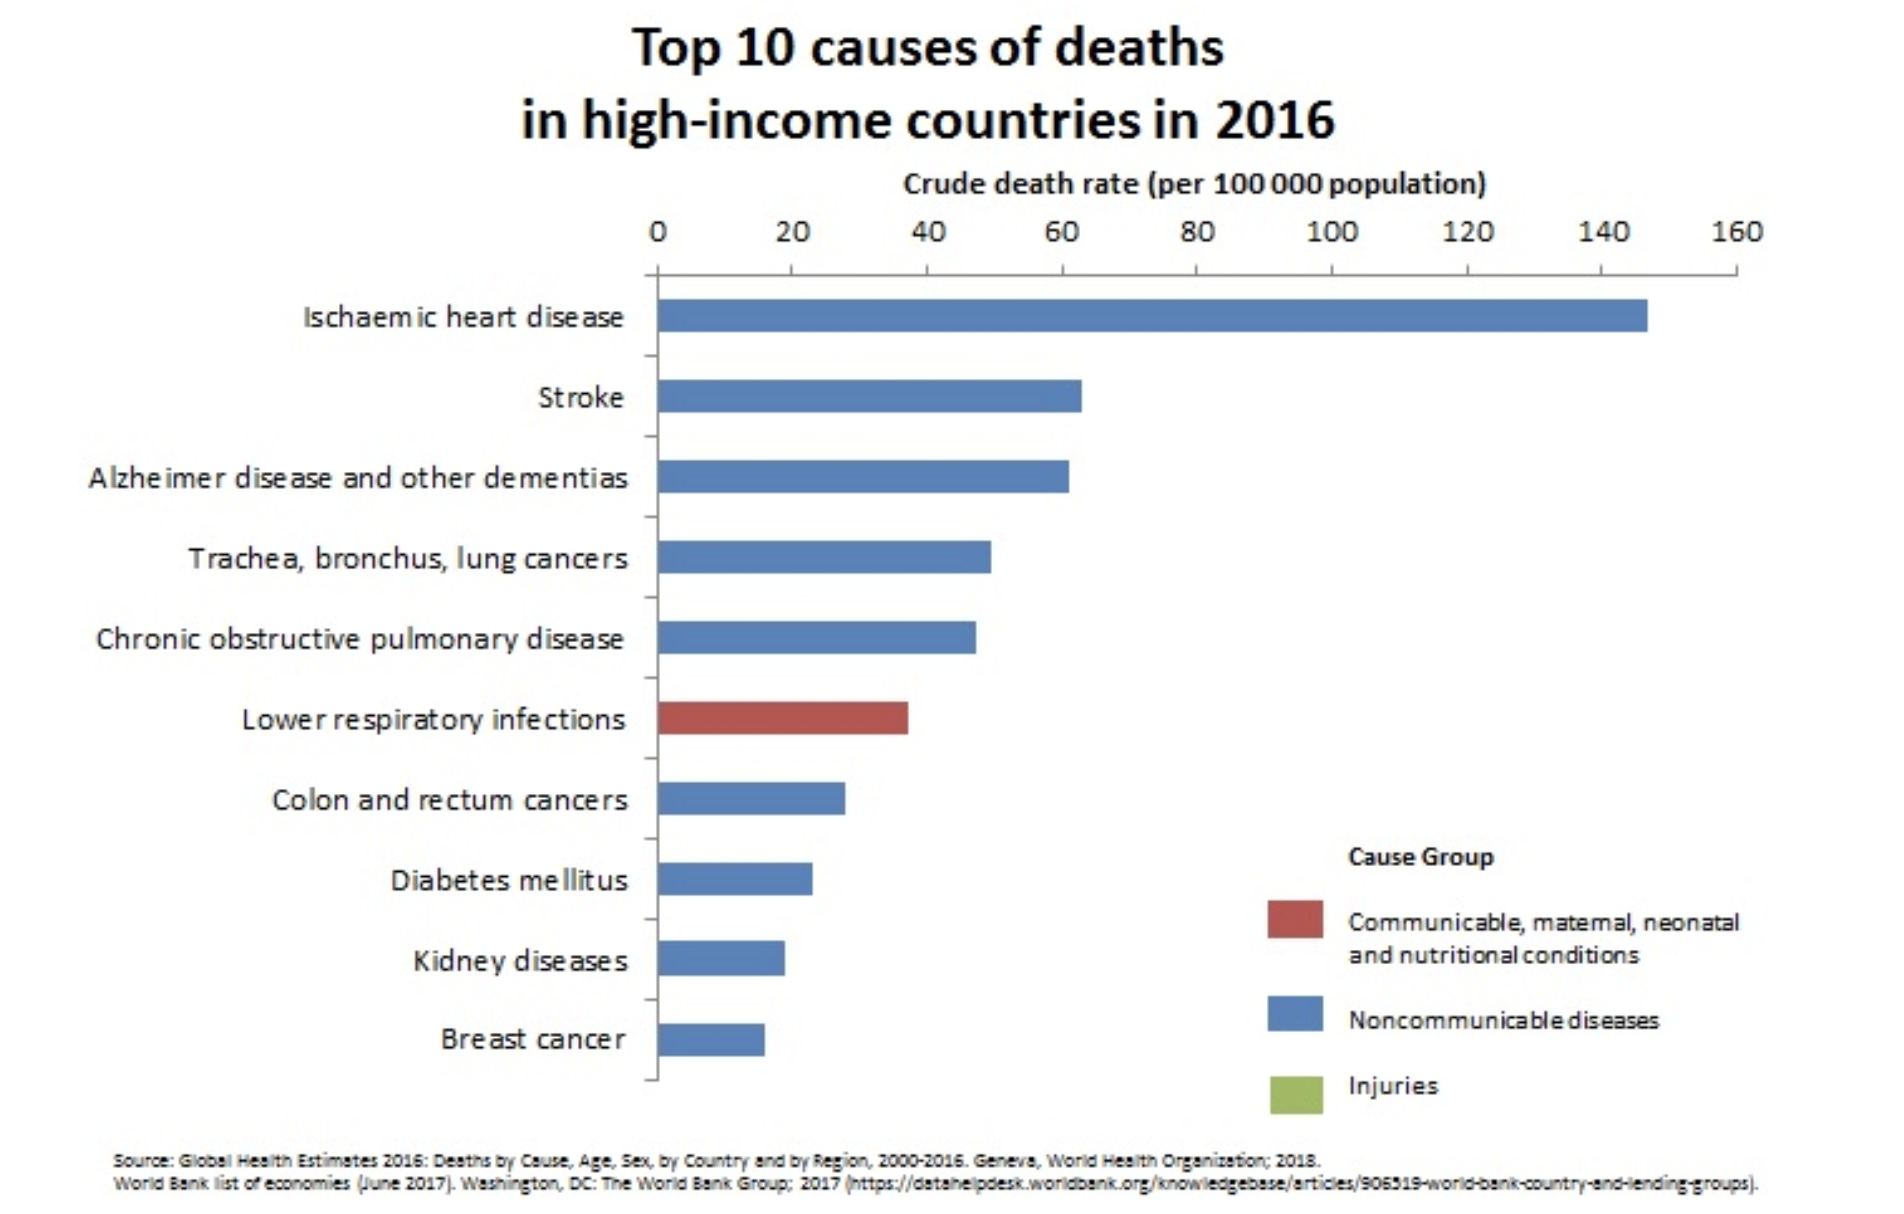 Top 10 causes of deaths
in high-income countries in 2016
Crude death rate (per 100 000 population)
0 20 40 60 80 100 120 140 160
Ischaemic heart disease
Stroke
Alzheimer disease and other dementias
Trachea, bronchus, lung cancers
Chronic obstructive pulmonary disease
Lower respiratory infections
Colon and rectum cancers
Diabetes mellitus
Kidney diseases
Breast cancer
Cause Group
Communicable, maternal, neonatal
and nutritional conditions
Noncommunicable diseases
Injuries
Source: Global Health Estimates 2016: Deaths by Cause, Age, Sex, by Country and by Region, 2000-2016. Geneva, World Health Organization; 2018.
World Bank list of economies (June 2017). Washington, DC: The World Bank Group; 2017 (https://datahelpdesk.worldbank.org/knowledgebase/articles/906519-world-bank-country-and-lending-groups).